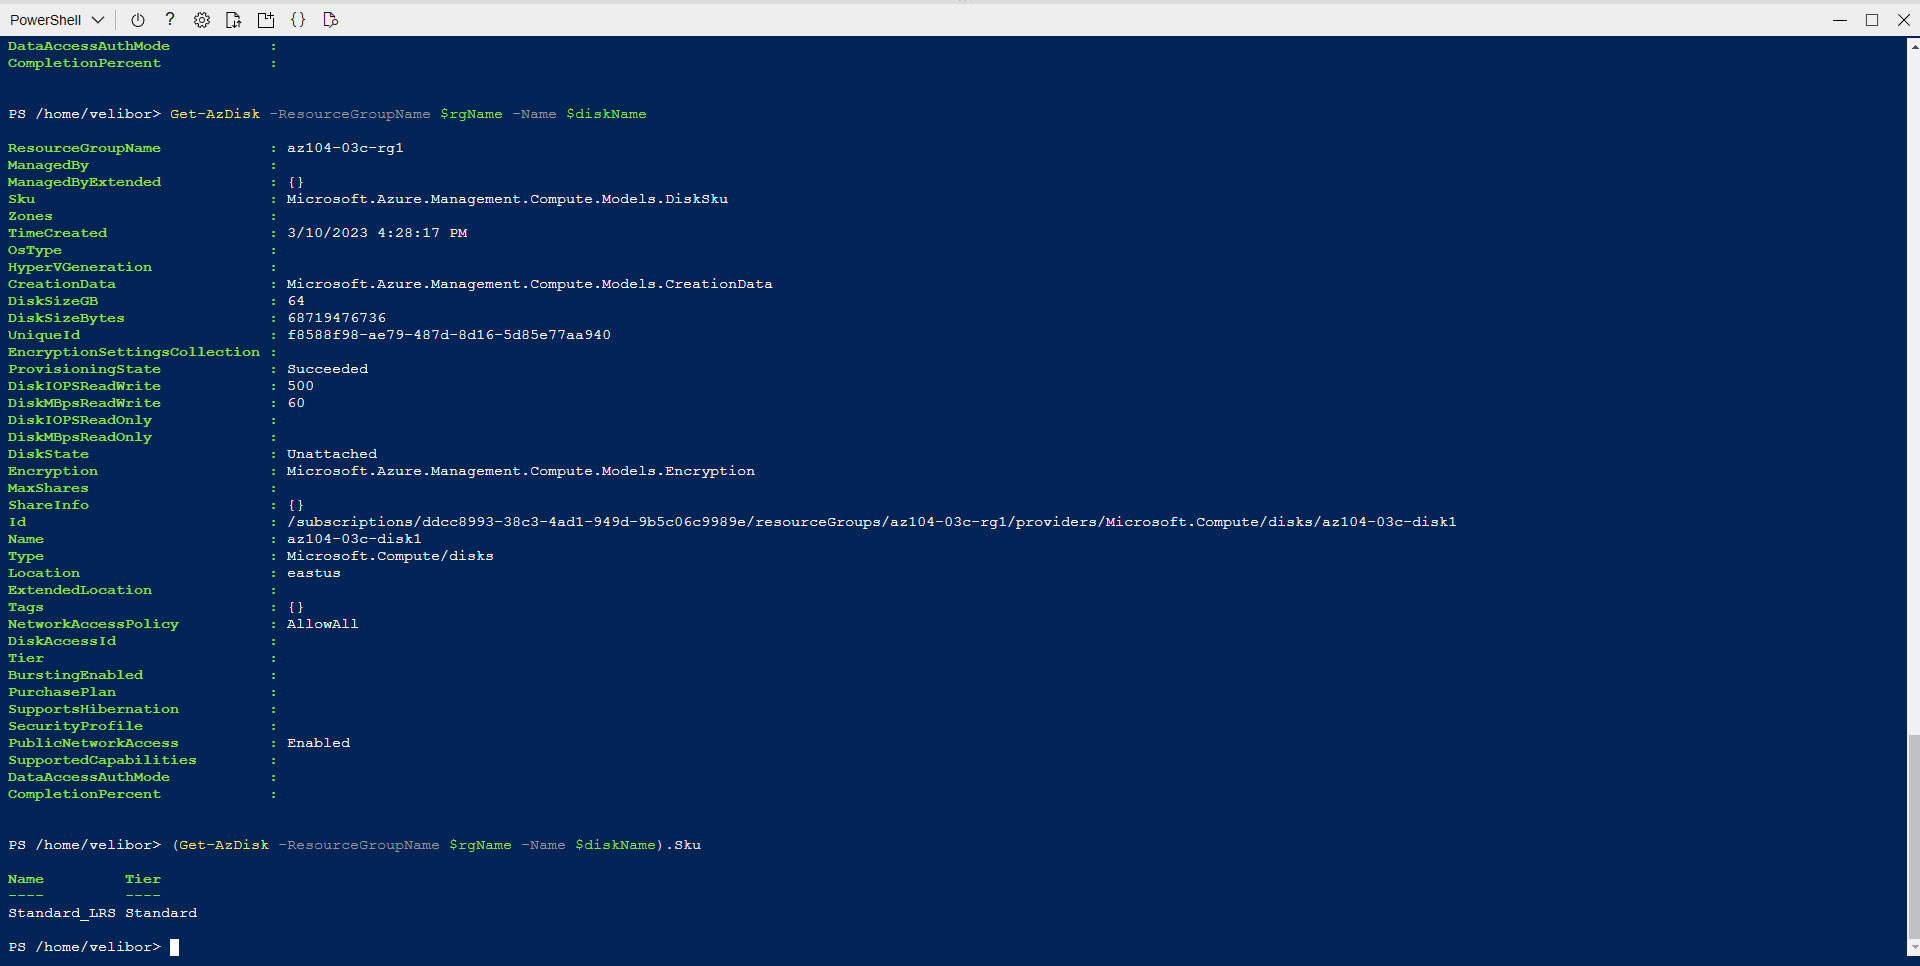 PowerShell
DataAccessAuthMode :
CompletionPercent :
PS /home/velibor> Get-AzDisk -ResourceGroupName $rgName -Name $diskName
ResourceGroupName : az104-03c-rg1
ManagedBy :
ManagedByExtended : {}
Sku : Microsoft.Azure.Management.Compute.Models.DiskSku
Zones :
TimeCreated : 3/10/2023 4:28:17 PM
OsType :
HyperVGeneration :
CreationData : Microsoft.Azure.Management.Compute.Models.CreationData
DiskSizeGB : 64
DiskSizeBytes : 68719476736
UniqueId : f8588f98-ae79-487d-8d16-5d85e77aa940
EncryptionSettingsCollection :
ProvisioningState : Succeeded
DiskIOPSReadWrite : 500
DiskMBpsReadWrite : 60
DiskIOPSReadOnly :
DiskMBpsReadOnly :
DiskState : Unattached
Encryption : Microsoft.Azure.Management.Compute.Models.Encryption
MaxShares :
ShareInfo : {}
Id : /subscriptions/ddcc8993-38c3-4ad1-949d-9b5c06c9989e/resourceGroups/az104-03c-rg1/providers/Microsoft.Compute/disks/az104-03c-disk1
Name : az104-03c-disk1
Type : Microsoft.Compute/disks
Location : eastus
ExtendedLocation :
Tags : {}
NetworkAccessPolicy : AllowAll
DiskAccessId :
Tier :
BurstingEnabled :
PurchasePlan :
SupportsHibernation :
SecurityProfile :
PublicNetworkAccess : Enabled
SupportedCapabilities :
DataAccessAuthMode :
CompletionPercent :
PS /home/velibor> (Get-AzDisk -ResourceGroupName $rgName -Name $diskName).Sku
Name Tier
---- ----
Standard_LRS Standard
PS /home/velibor>